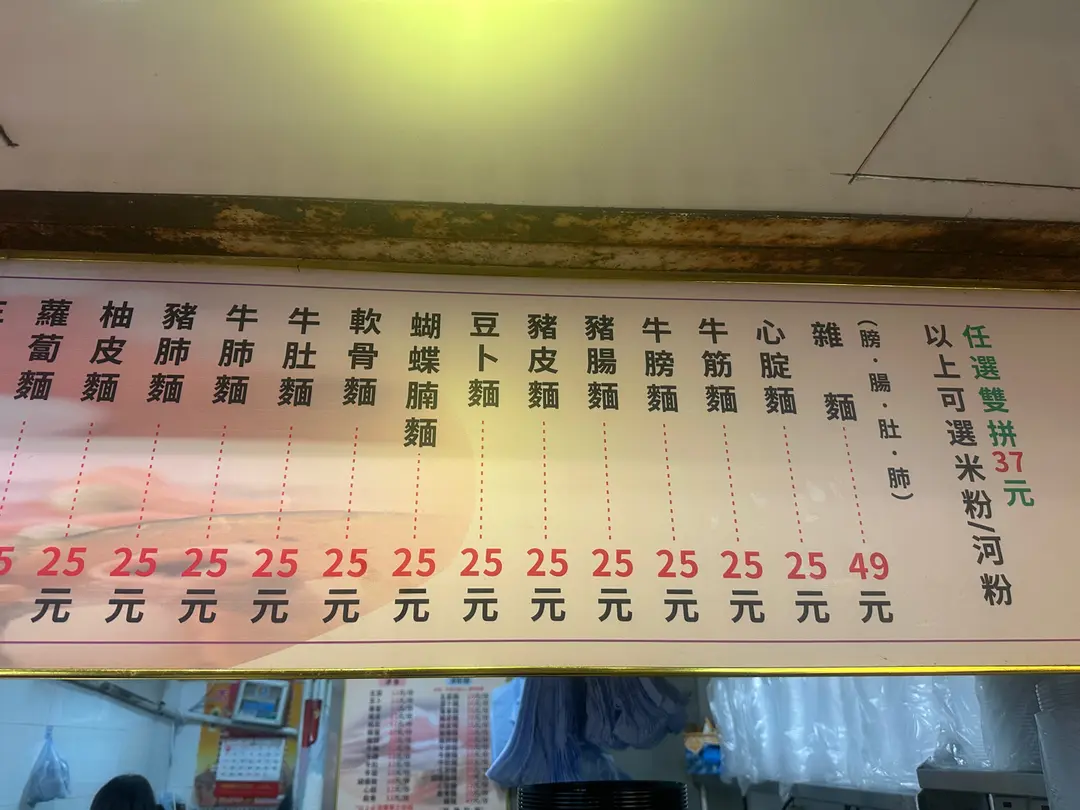 蘿蔔麵 25元
柚皮麵 25元
豬肺麵 25元
牛肺麵 25元
牛肚麵 25元
軟骨麵 25元
蝴蝶腩麵 25元
豆卜麵 25元
豬皮麵 25元
豬腸麵 25元
牛膀麵 25元
牛筋麵 25元
心腚麵 25元
雜麵 49元
(膀·腸·肚·肺)
以上可選米粉/河粉
任選雙拼37元